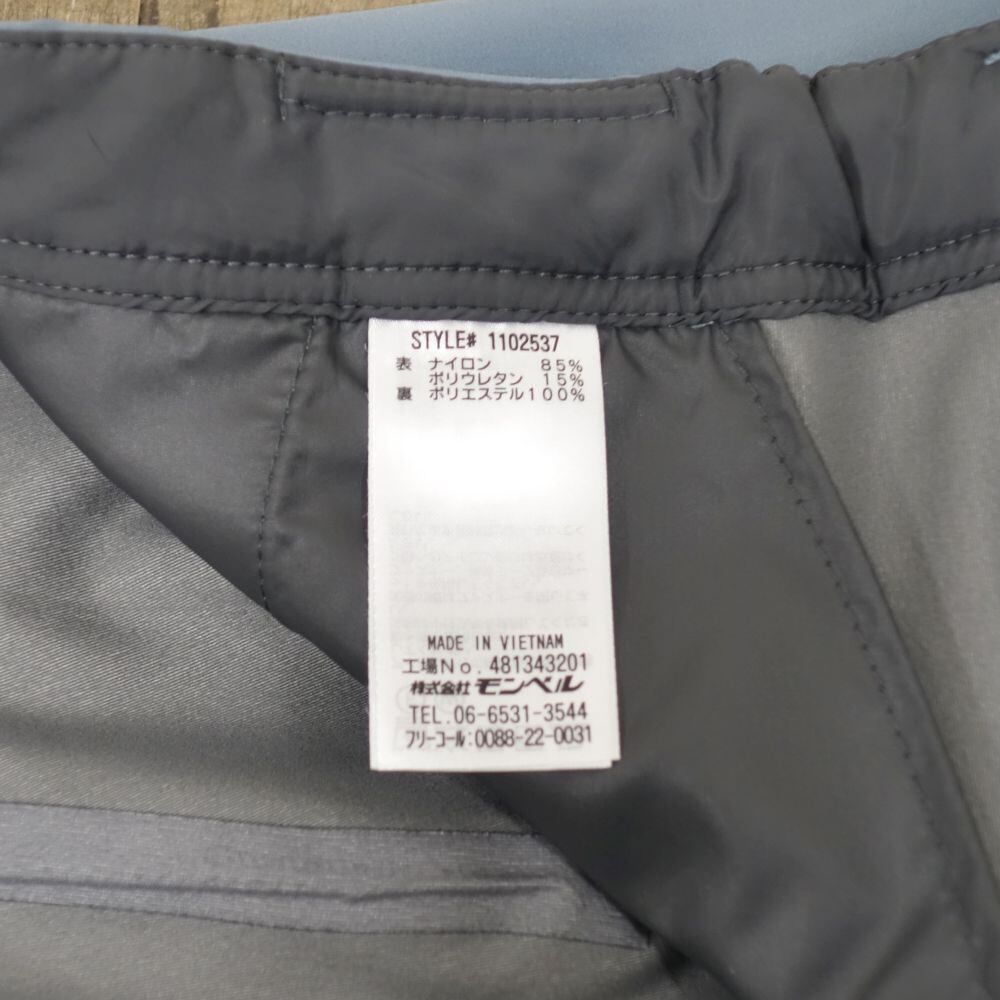 STYLE# 1102537
表 ナイロン 85%
ポリウレタン 15%
裏 ポリエステル100%
MADE IN VIETNAM
工場No. 481343201
株式会社 モンベル
TEL. 06-6531-3544
フリーコール:0088-22-0031